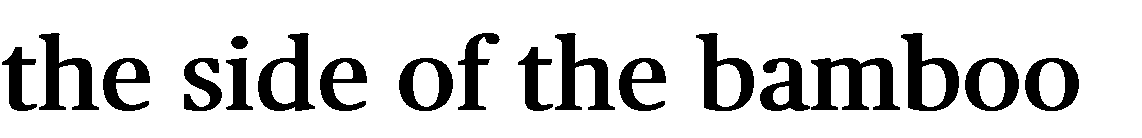 the side of the bamboo